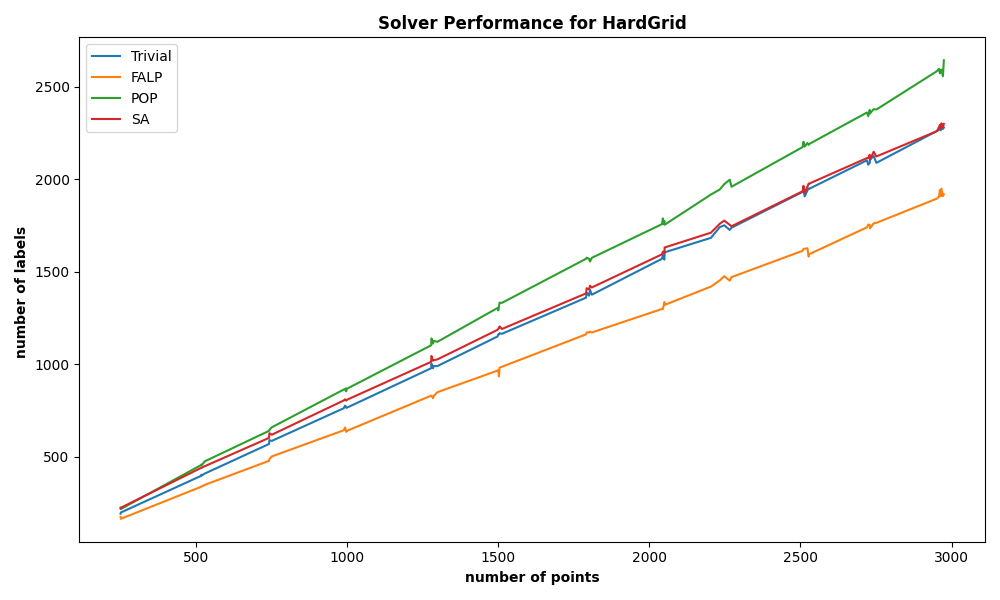 Solver Performance for HardGrid
Trivial
FALP
POP
SA
number of labels
2500
2000
1500
1000
500
500 1000 1500 2000 2500 3000
number of points